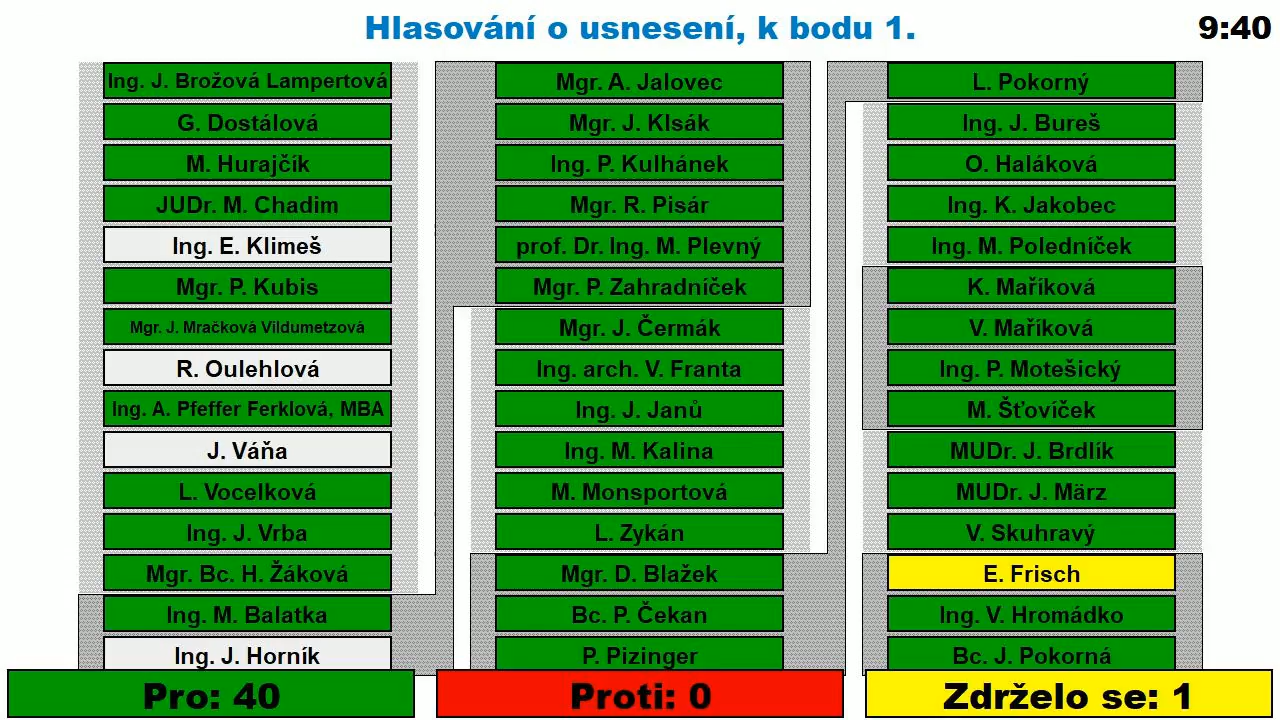 Hlasování o usnesení, k bodu 1.
9:40
Ing. J. Brožová Lampertová
G. Dostálová
M. Hurajčík
JUDr. M. Chadim
Ing. E. Klimeš
Mgr. P. Kubis
Mgr. J. Mračková Vildumetzová
R. Oulehlová
Ing. A. Pfeffer Ferklová, MBA
J. Váňa
L. Vocelková
Ing. J. Vrba
Mgr. Bc. H. Žáková
Ing. M. Balatka
Ing. J. Horník
Mgr. A. Jalovec
Mgr. J. Klsák
Ing. P. Kulhánek
Mgr. R. Pisár
prof. Dr. Ing. M. Plevný
Mgr. P. Zahradníček
Mgr. J. Čermák
Ing. arch. V. Franta
Ing. J. Janů
Ing. M. Kalina
M. Monsportová
L. Zykán
Mgr. D. Blažek
Bc. P. Čekan
P. Pizinger
L. Pokorný
Ing. J. Bureš
O. Haláková
Ing. K. Jakobec
Ing. M. Poledníček
K. Maříková
V. Maříková
Ing. P. Motešický
M. Šťovíček
MUDr. J. Brdlík
MUDr. J. März
V. Skuhravý
E. Frisch
Ing. V. Hromádko
Bc. J. Pokorná
Pro: 40
Proti: 0
Zdrželo se: 1